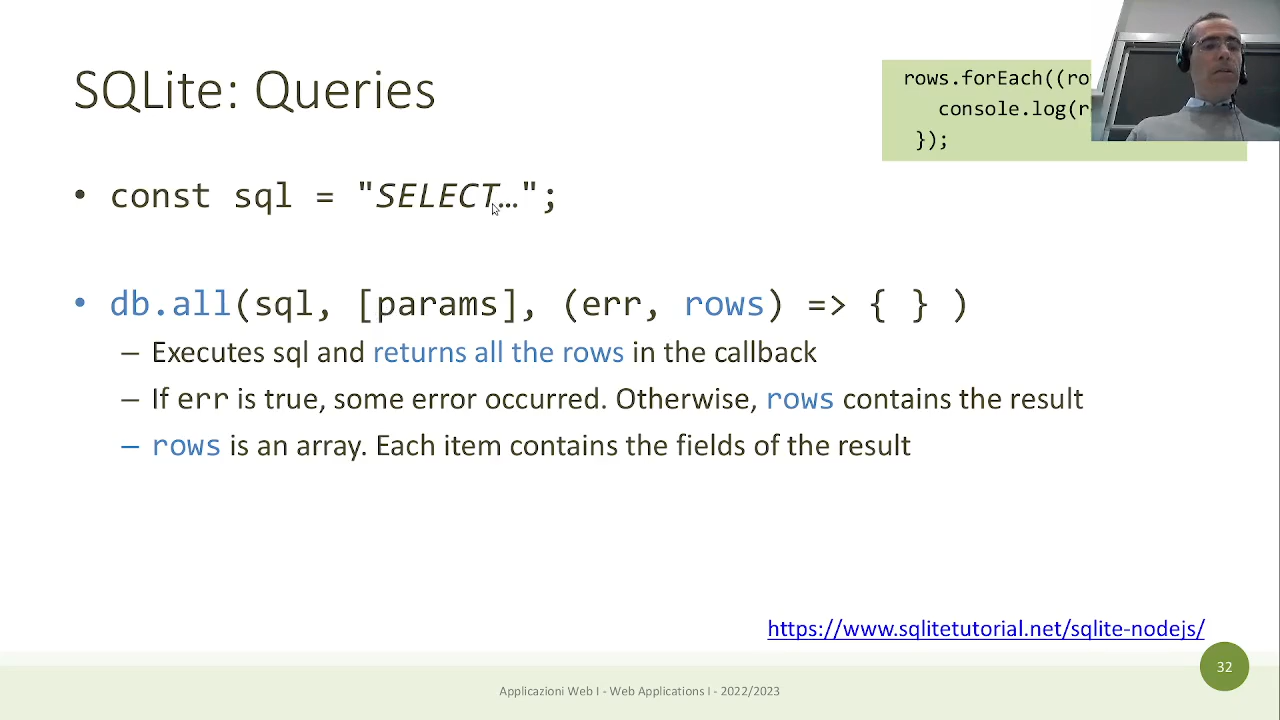 SQLite: Queries
rows.forEach((ro
console.log(r
});
• const sql = "SELECT…";
• db.all(sql, [params], (err, rows) => { } )
– Executes sql and returns all the rows in the callback
– If err is true, some error occurred. Otherwise, rows contains the result
– rows is an array. Each item contains the fields of the result
https://www.sqlitetutorial.net/sqlite-nodejs/
32
Applicazioni Web I - Web Applications I - 2022/2023